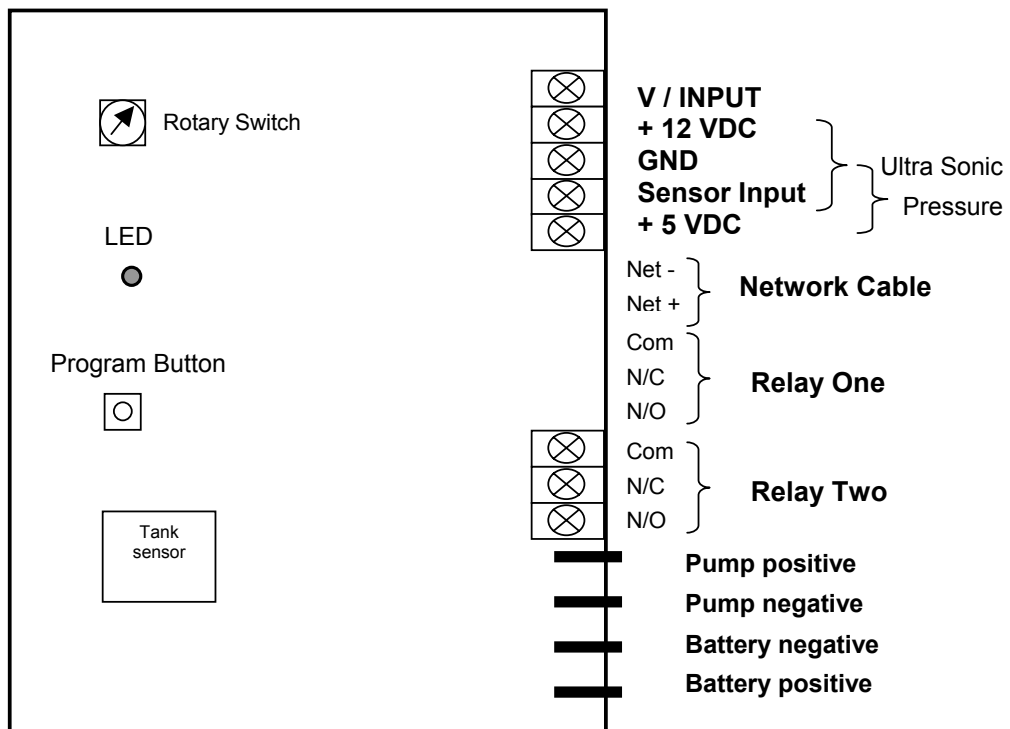 Rotary Switch
LED
Program Button
Tank
sensor
V / INPUT
+ 12 VDC
GND
Sensor Input
+ 5 VDC
Ultra Sonic
Pressure
Net -
Net +
Network Cable
Com
N/C
N/O
Relay One
Com
N/C
N/O
Relay Two
Pump positive
Pump negative
Battery negative
Battery positive